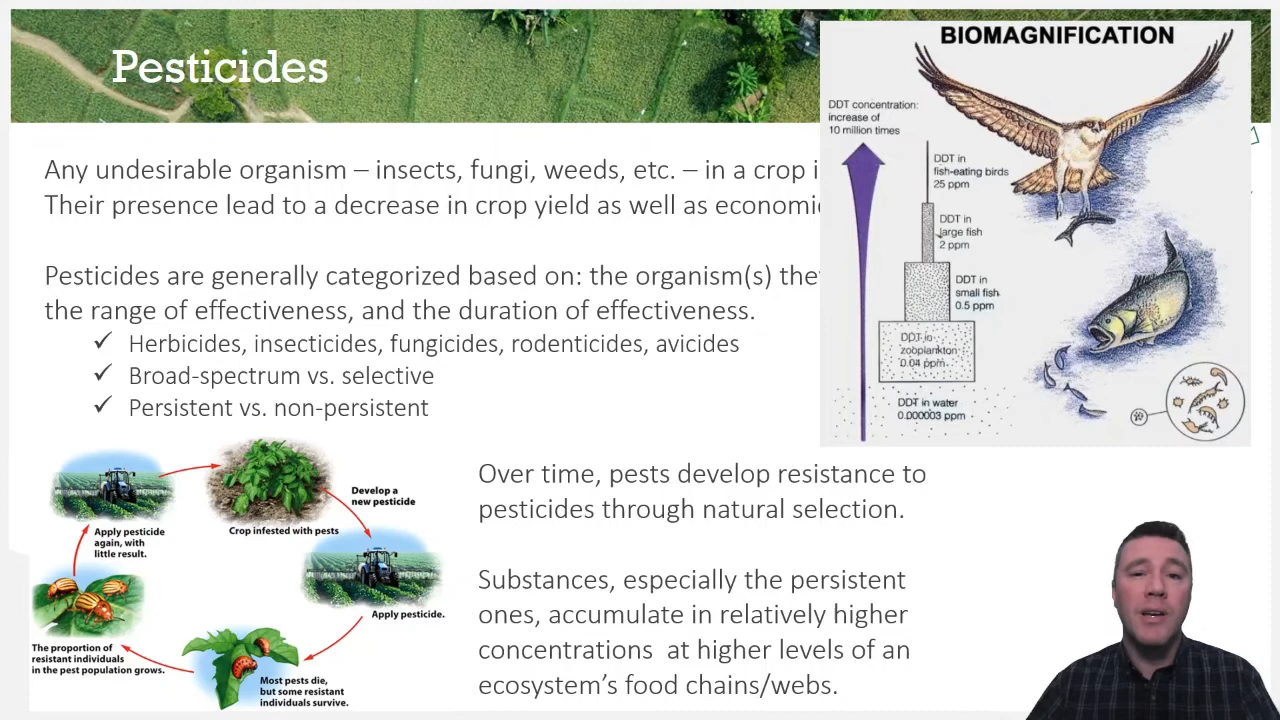 Pesticides
Any undesirable organism – insects, fungi, weeds, etc. – in a crop
Their presence lead to a decrease in crop yield as well as
Pesticides are generally categorized based on: the organism(s)
the range of effectiveness, and the duration of effectiveness.
✓ Herbicides, insecticides, fungicides, rodenticides, avicides
✓ Broad-spectrum vs. selective
✓ Persistent vs. non-persistent
BIOMAGNIFICATION
DDT concentration:
increase of
10 million times
DDT in
fish-eating birds
25 ppm
DDT in
large fish
2 ppm
DDT in
small fish
0.5 ppm
DDT in
zooplankton
0.04 ppm
DDT in water
0.000003 ppm
Crop infested with pests
Develop a
new pesticide
Apply pesticide.
Most pests die,
but some resistant
individuals survive.
The proportion of
resistant individuals
in the pest population grows.
Apply pesticide
again, with
little result.
Over time, pests develop resistance to
pesticides through natural selection.
Substances, especially the persistent
ones, accumulate in relatively higher
concentrations at higher levels of an
ecosystem's food chains/webs.